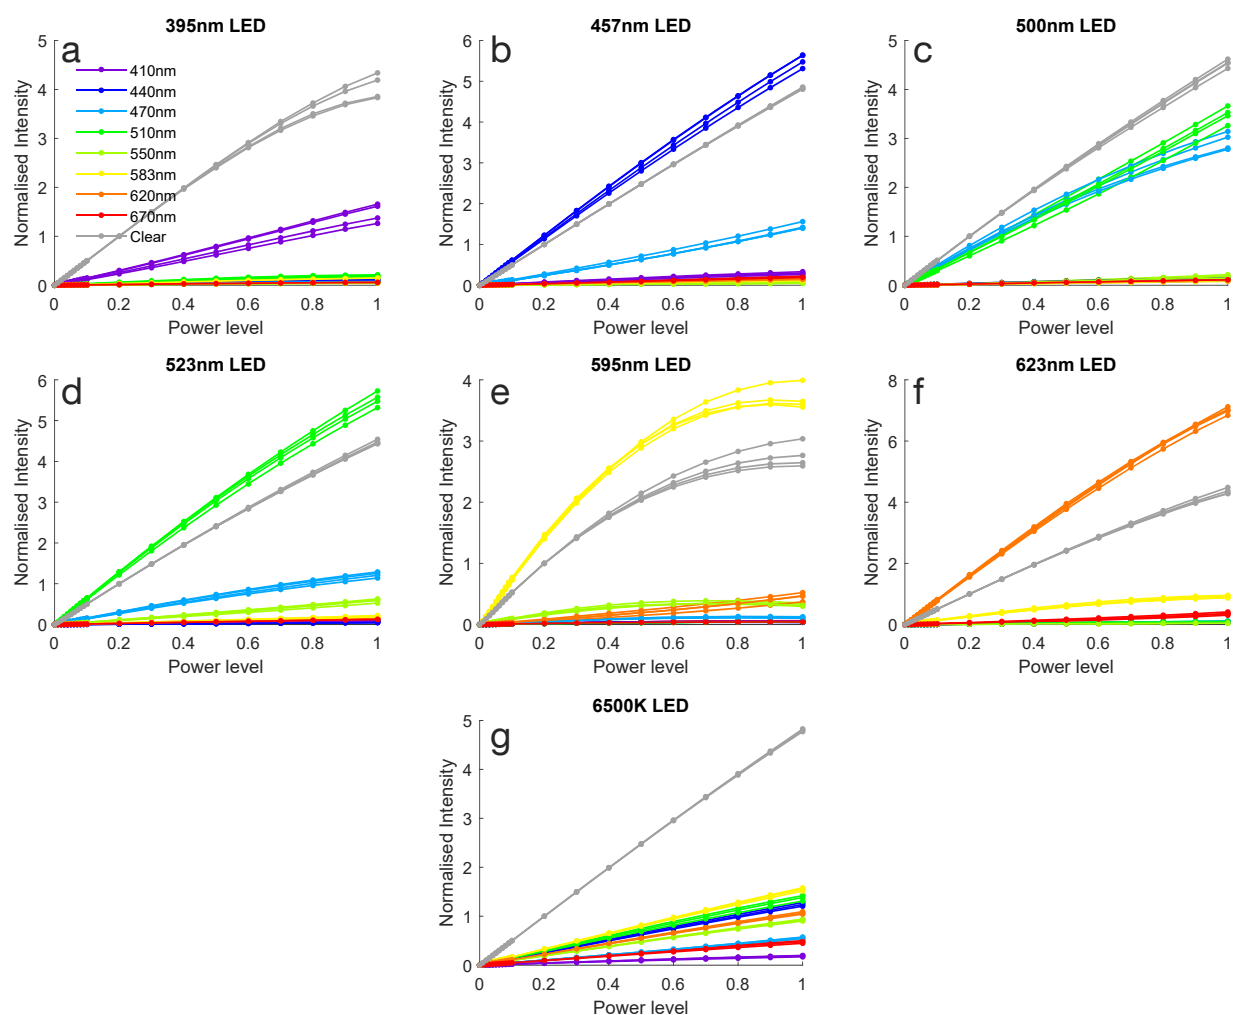 395nm LED
a
Normalised Intensity
5
4
3
2
1
0
410nm
440nm
470nm
510nm
550nm
583nm
620nm
670nm
Clear
0 0.2 0.4 0.6 0.8 1
Power level
457nm LED
b
Normalised Intensity
6
5
4
3
2
1
0
0 0.2 0.4 0.6 0.8 1
Power level
500nm LED
c
Normalised Intensity
5
4
3
2
1
0
0 0.2 0.4 0.6 0.8 1
Power level
523nm LED
d
Normalised Intensity
6
5
4
3
2
1
0
0 0.2 0.4 0.6 0.8 1
Power level
595nm LED
e
Normalised Intensity
4
3
2
1
0
0 0.2 0.4 0.6 0.8 1
Power level
623nm LED
f
Normalised Intensity
8
6
4
2
0
0 0.2 0.4 0.6 0.8 1
Power level
6500K LED
g
Normalised Intensity
5
4
3
2
1
0
0 0.2 0.4 0.6 0.8 1
Power level